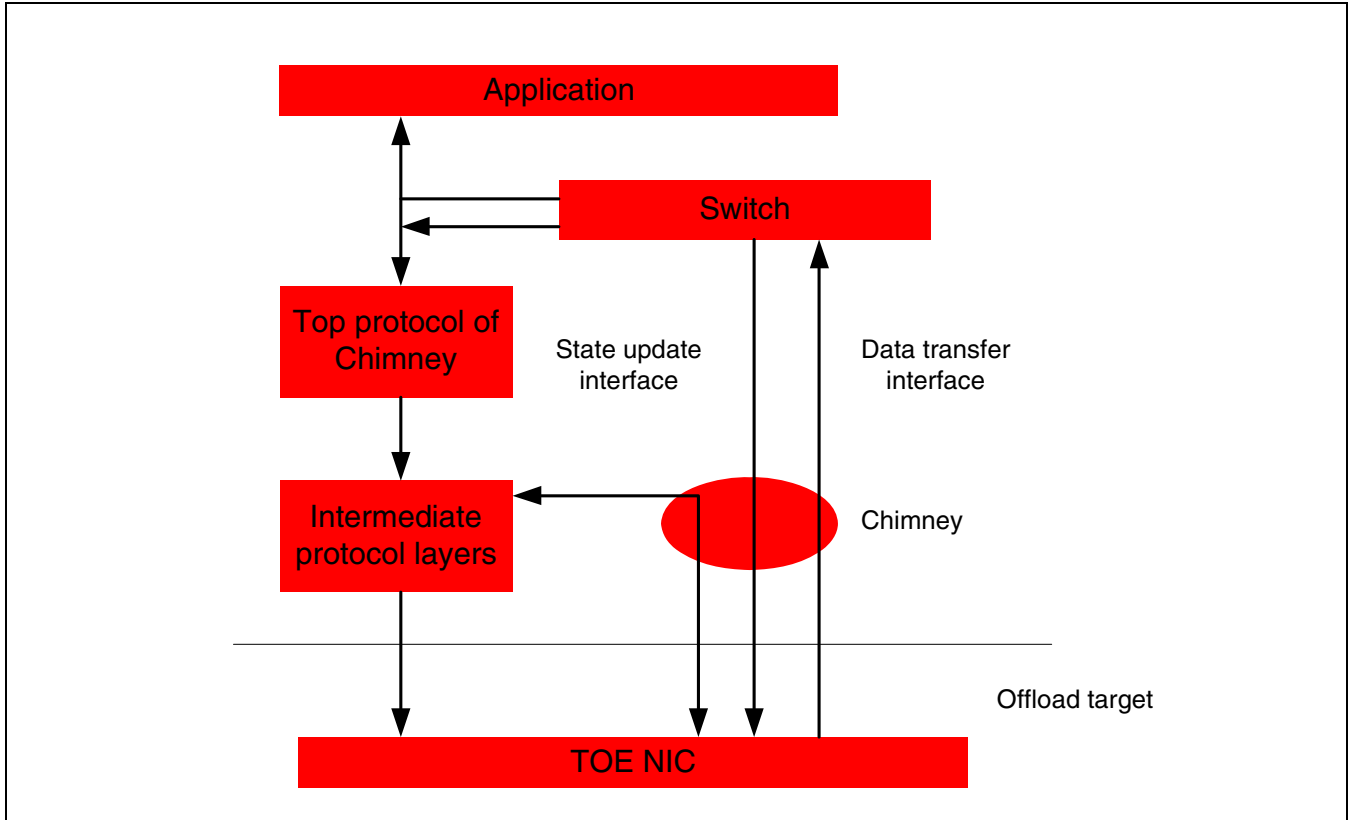 Application
Switch
Top protocol of
Chimney
State update
interface
Data transfer
interface
Intermediate
protocol layers
Chimney
Offload target
TOE NIC